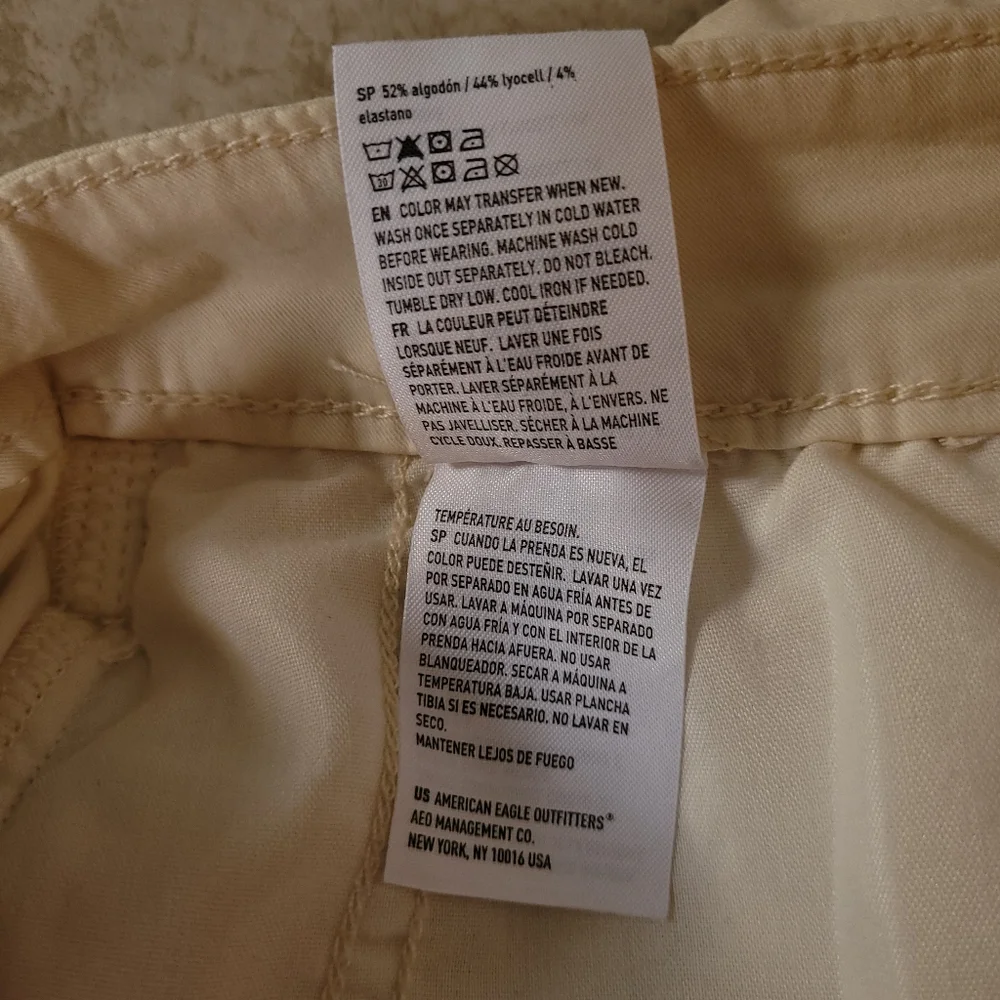 SP 52% algodón / 44% lyocell / 4%
elastano
30
EN COLOR MAY TRANSFER WHEN NEW.
WASH ONCE SEPARATELY IN COLD WATER
BEFORE WEARING. MACHINE WASH COLD
INSIDE OUT SEPARATELY. DO NOT BLEACH.
TUMBLE DRY LOW. COOL IRON IF NEEDED.
FR LA COULEUR PEUT DÉTEINDRE
LORSQUE NEUF. LAVER UNE FOIS
SÉPARÉMENT À L'EAU FROIDE AVANT DE
PORTER. LAVER SÉPARÉMENT À LA
MACHINE À L'EAU FROIDE, À L'ENVERS. NE
PAS JAVELLISER. SÉCHER À LA MACHINE
CYCLE DOUX. REPASSER À BASSE
TEMPÉRATURE AU BESOIN.
SP CUANDO LA PRENDA ES NUEVA, EL
COLOR PUEDE DESTEÑIR. LAVAR UNA VEZ
POR SEPARADO EN AGUA FRÍA ANTES DE
USAR. LAVAR A MÁQUINA POR SEPARADO
CON AGUA FRÍA Y CON EL INTERIOR DE LA
PRENDA HACIA AFUERA. NO USAR
BLANQUEADOR. SECAR A MÁQUINA A
TEMPERATURA BAJA. USAR PLANCHA
TIBIA SI ES NECESARIO. NO LAVAR EN
SECO.
MANTENER LEJOS DE FUEGO
US AMERICAN EAGLE OUTFITTERS®
AEO MANAGEMENT CO.
NEW YORK, NY 10016 USA